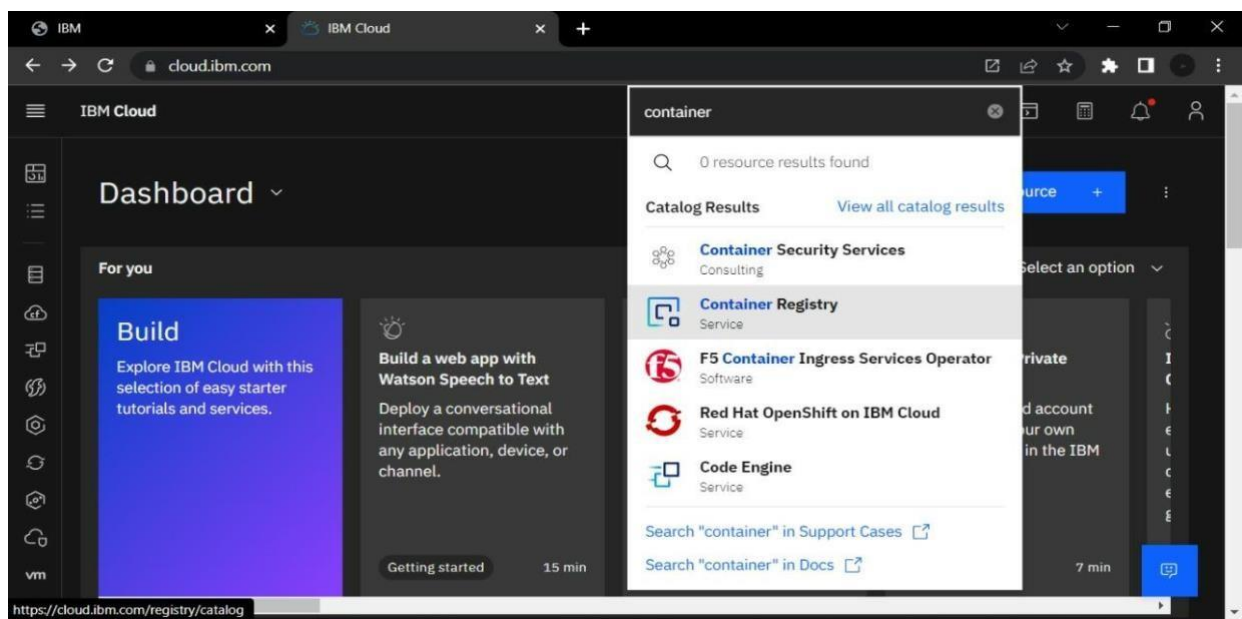 IBM
IBM Cloud
cloud.ibm.com
IBM Cloud
container
0 resource results found
Dashboard
Catalog Results
View all catalog results
For you
Select an option
Container Security Services
Consulting
Container Registry
Service
F5 Container Ingress Services Operator
Software
Red Hat OpenShift on IBM Cloud
Service
Code Engine
Service
Search "container" in Support Cases
Search "container" in Docs
Build
Explore IBM Cloud with this
selection of easy starter
tutorials and services.
Build a web app with
Watson Speech to Text
Deploy a conversational
interface compatible with
any application, device, or
channel.
Getting started
15 min
account
own
in the IBM
7 min
vm
https://cloud.ibm.com/registry/catalog